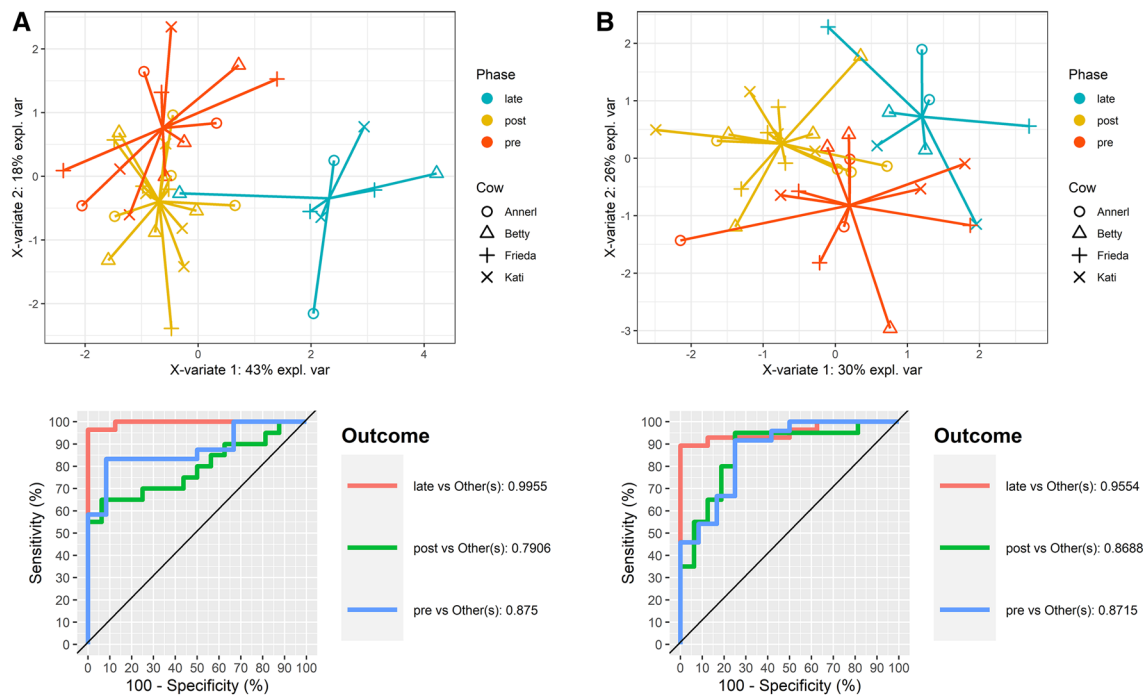 A
X-variate 2: 18% expl. var
2
1
0
-1
-2
-2
0
2
4
X-variate 1: 43% expl. var
Phase
late
post
pre
Cow
Annerl
Betty
Frieda
Kati
B
X-variate 2: 26% expl. var
2
1
0
-1
-2
-3
-2
-1
0
1
2
X-variate 1: 30% expl. var
Phase
late
post
pre
Cow
Annerl
Betty
Frieda
Kati
Sensitivity (%)
100
90
80
70
60
50
40
30
20
10
0
0 10 20 30 40 50 60 70 80 90 100
100 - Specificity (%)
Outcome
late vs Other(s): 0.9955
post vs Other(s): 0.7906
pre vs Other(s): 0.875
Sensitivity (%)
100
90
80
70
60
50
40
30
20
10
0
0 10 20 30 40 50 60 70 80 90 100
100 - Specificity (%)
Outcome
late vs Other(s): 0.9554
post vs Other(s): 0.8688
pre vs Other(s): 0.8715